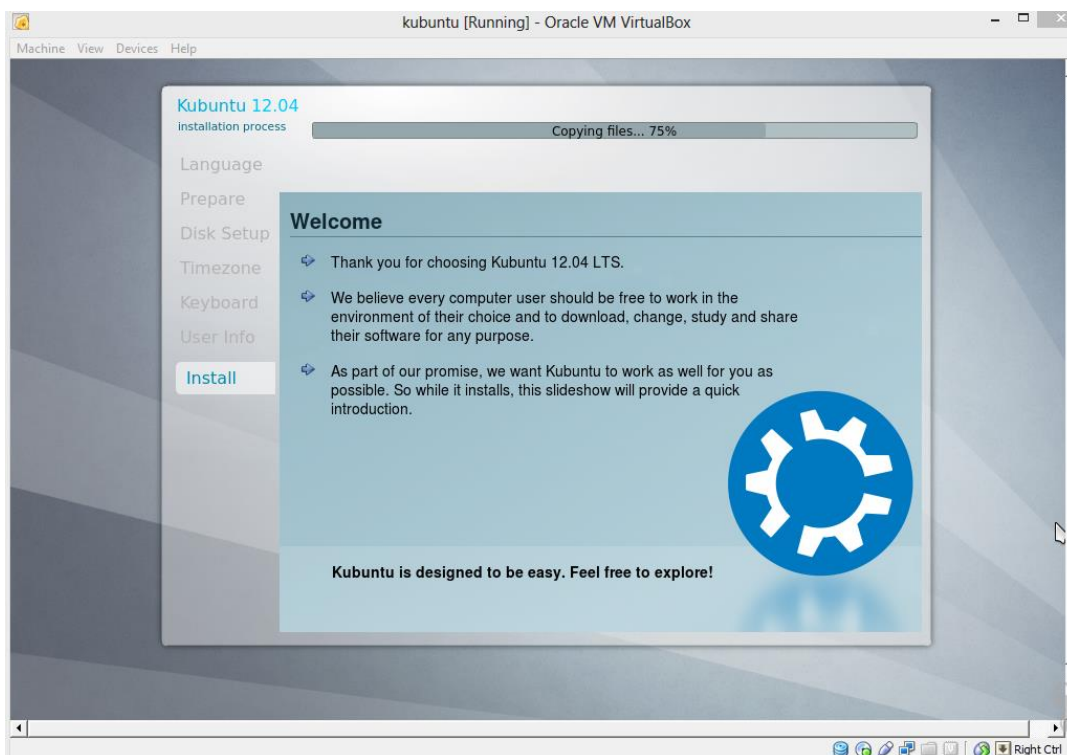 kubuntu [Running] - Oracle VM VirtualBox
Machine View Devices Help
Kubuntu 12.04
installation process
Copying files... 75%
Language
Prepare
Disk Setup
Timezone
Keyboard
User Info
Install
Welcome
Thank you for choosing Kubuntu 12.04 LTS.
We believe every computer user should be free to work in the
environment of their choice and to download, change, study and share
their software for any purpose.
As part of our promise, we want Kubuntu to work as well for you as
possible. So while it installs, this slideshow will provide a quick
introduction.
Kubuntu is designed to be easy. Feel free to explore!
Right Ctrl